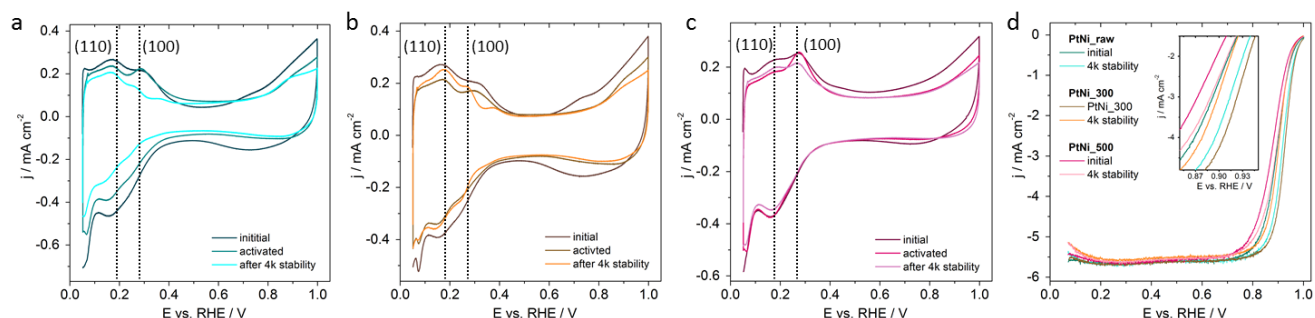 a
(110)
(100)
0.4
0.2
0.0
-0.2
-0.4
-0.6
j / mA cm-2
inititial
activated
after 4k stability
0.0 0.2 0.4 0.6 0.8 1.0
E vs. RHE / V
b
(110)
(100)
0.4
0.2
0.0
-0.2
-0.4
j / mA cm-2
initial
activted
after 4k stability
0.0 0.2 0.4 0.6 0.8 1.0
E vs. RHE / V
c
(110)
(100)
0.4
0.2
0.0
-0.2
-0.4
-0.6
j / mA cm-2
initial
activated
after 4k stability
0.0 0.2 0.4 0.6 0.8 1.0
E vs. RHE / V
d
0
-1
-2
-3
-4
-5
-6
j / mA cm-2
PtNi_raw
initial
4k stability
PtNi_300
PtNi_300
4k stability
PtNi_500
initial
4k stability
-2
-3
-4
j / mA cm-2
0.87 0.90 0.93
E vs. RHE / V
0.0 0.2 0.4 0.6 0.8 1.0
E vs. RHE / V